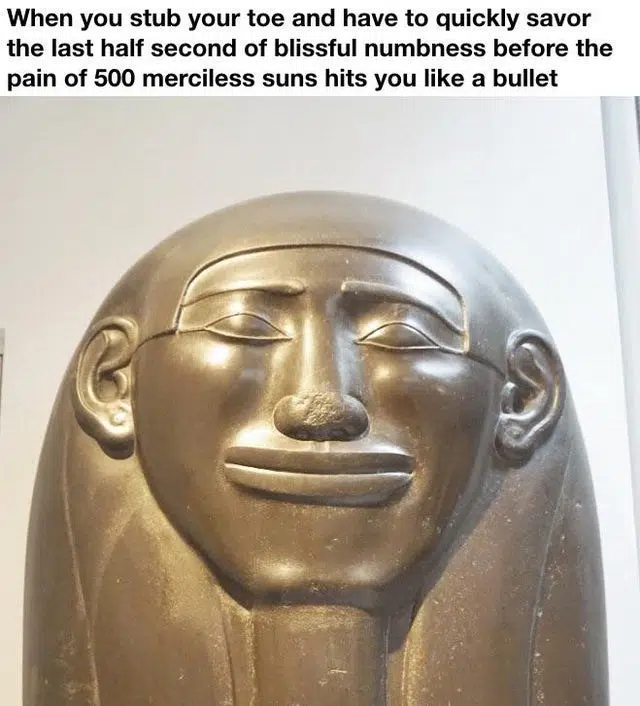 When you stub your toe and have to quickly savor
the last half second of blissful numbness before the
pain of 500 merciless suns hits you like a bullet